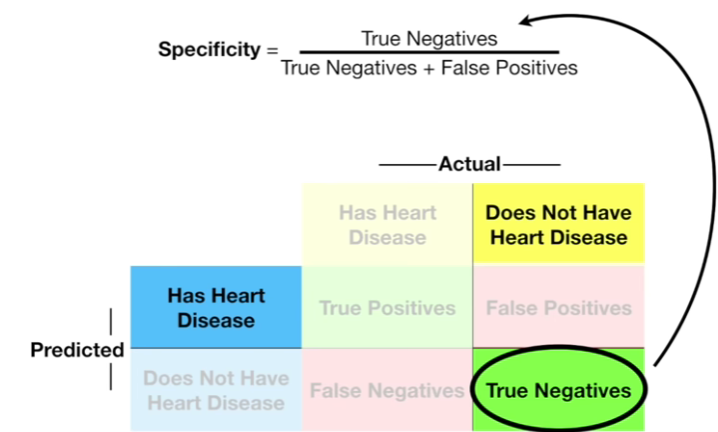 Specificity = True Negatives
True Negatives + False Positives
Actual
Has Heart
Disease
Does Not Have
Heart Disease
Has Heart
Disease
True Positives
False Positives
Predicted
Does Not Have
Heart Disease
False Negatives
True Negatives